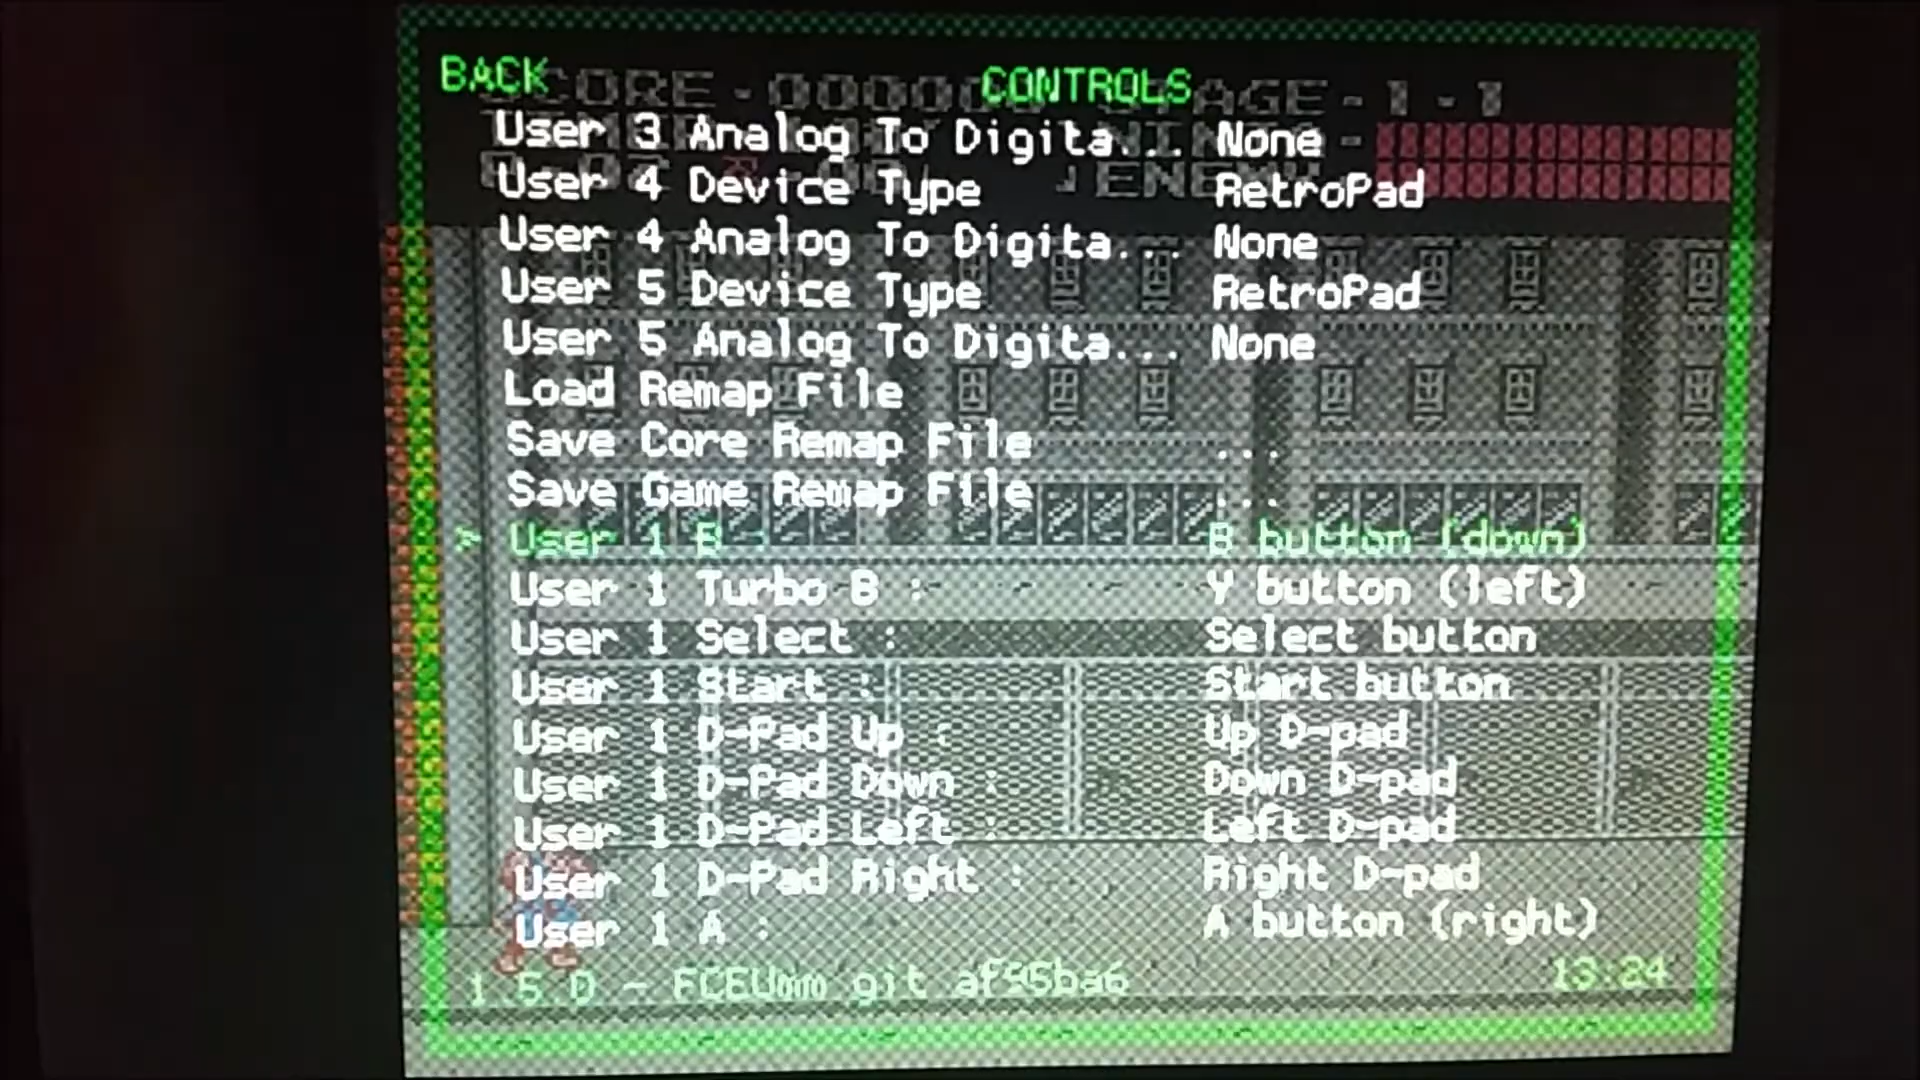 BACK CONTROLS
SCORE-00000 STAGE-1-1
User 3 Analog To Digita... None
User 4 Device Type RetroPad
User 4 Analog To Digita... None
User 5 Device Type RetroPad
User 5 Analog To Digita... None
Load Remap File
Save Core Remap File ...
Save Game Remap File ...
> User 1 B : B button (down)
User 1 Turbo B : Y button (left)
User 1 Select : Select button
User 1 Start : Start button
User 1 D-Pad Up : Up D-pad
User 1 D-Pad Down : Down D-pad
User 1 D-Pad Left : Left D-pad
User 1 D-Pad Right : Right D-pad
User 1 A : A button (right)
1.5.0 - FCEUmm git af95ba6 13:24